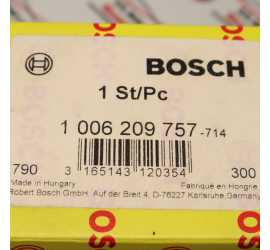 BOSCH
1 St/Pc
1 006 209 757-714
790 3 165143 120354 300
Made in Hungary Fabriqué en Hongrie
Robert Bosch GmbH, Auf der Breit 4, D-76227 Karlsruhe, German